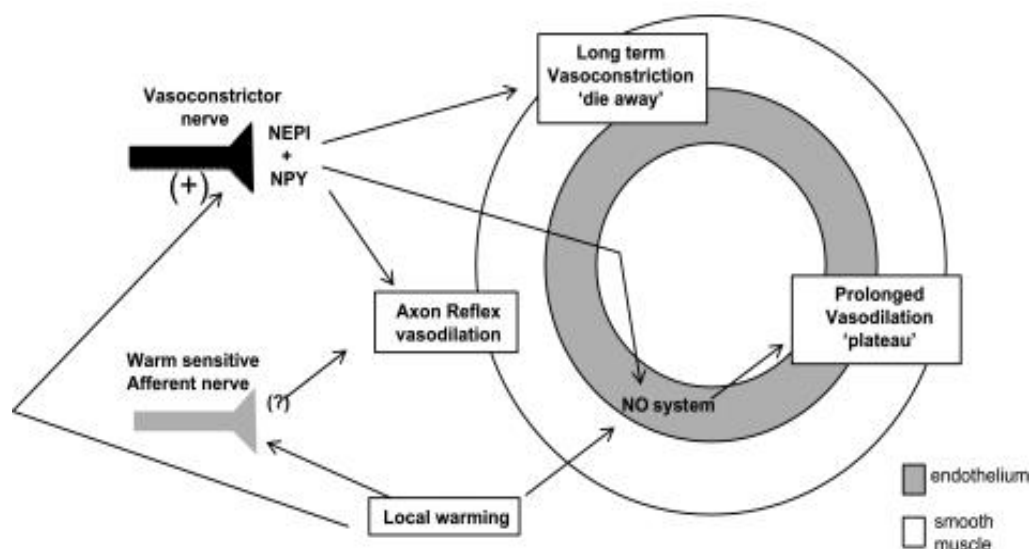 Long term
Vasoconstriction
'die away'
Vasoconstrictor
nerve
NEPI
+
NPY
(+)
Axon Reflex
vasodilation
Prolonged
Vasodilation
'plateau'
Warm sensitive
Afferent nerve
(?)
NO system
Local warming
endothelium
smooth
muscle